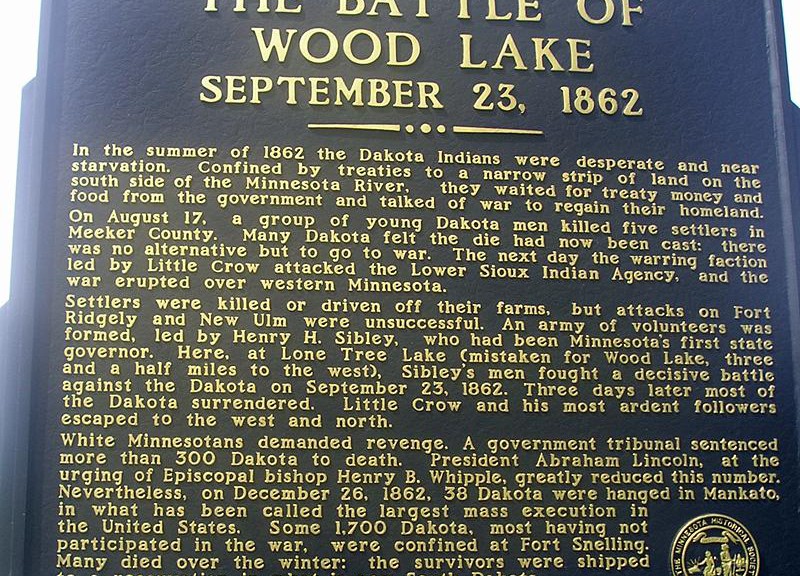 THE BATTLE OF
WOOD LAKE
SEPTEMBER 23, 1862
In the summer of 1862 the Dakota Indians were desperate and near
starvation. Confined by treaties to a narrow strip of land on the
south side of the Minnesota River, they waited for treaty money and
food from the government and talked of war to regain their homeland.
On August 17, a group of young Dakota men killed five settlers in
Meeker County. Many Dakota felt the die had now been cast: there
was no alternative but to go to war. The next day the warring faction
led by Little Crow attacked the Lower Sioux Indian Agency, and the
war erupted over western Minnesota.
Settlers were killed or driven off their farms, but attacks on Fort
Ridgely and New Ulm were unsuccessful. An army of volunteers was
formed, led by Henry H. Sibley, who had been Minnesota's first state
governor. Here, at Lone Tree Lake (mistaken for Wood Lake, three
and a half miles to the west), Sibley's men fought a decisive battle
against the Dakota on September 23, 1862. Three days later most of
the Dakota surrendered. Little Crow and his most ardent followers
escaped to the west and north.
White Minnesotans demanded revenge. A government tribunal sentenced
more than 300 Dakota to death. President Abraham Lincoln, at the
urging of Episcopal bishop Henry B. Whipple, greatly reduced this number.
Nevertheless, on December 26, 1862, 38 Dakota were hanged in Mankato,
in what has been called the largest mass execution in
the United States. Some 1,700 Dakota, most having not
participated in the war, were confined at Fort Snelling.
Many died over the winter: the survivors were shipped
to a reservation in South Dakota.
THE MINNESOTA HISTORICAL